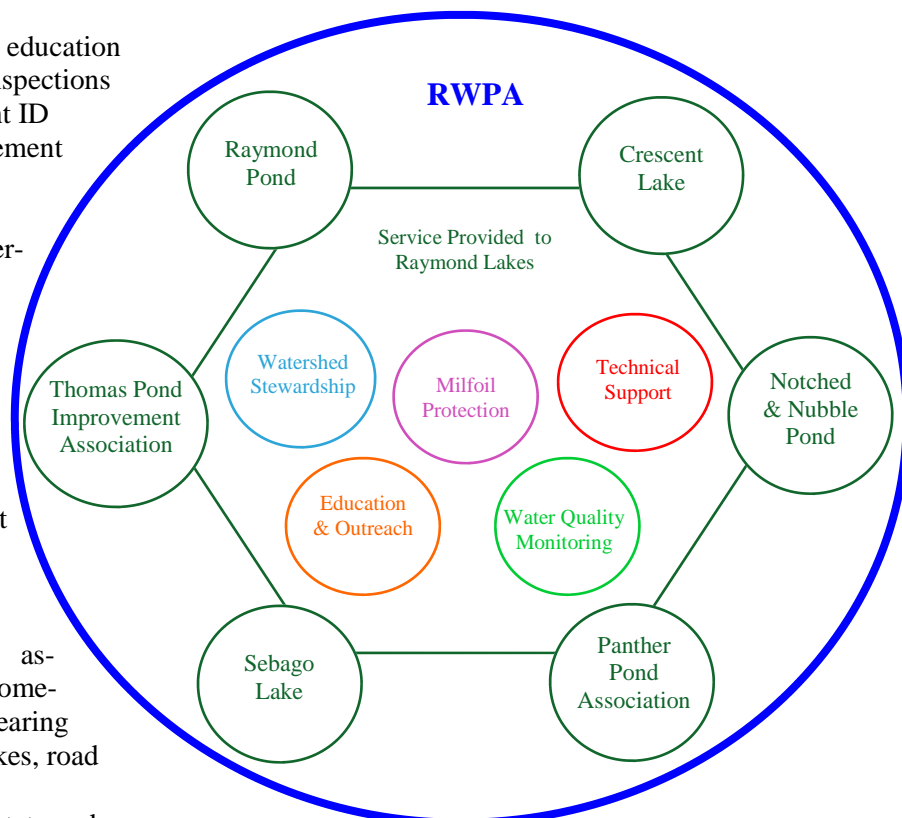 education
spections
t ID
ement
er-
t
as-
ome-
earing
kes, road
RWPA
Raymond
Pond
Crescent
Lake
Service Provided to
Raymond Lakes
Watershed
Stewardship
Milfoil
Protection
Technical
Support
Thomas Pond
Improvement
Association
Notched
& Nubble
Pond
Education
& Outreach
Water Quality
Monitoring
Sebago
Lake
Panther
Pond
Association